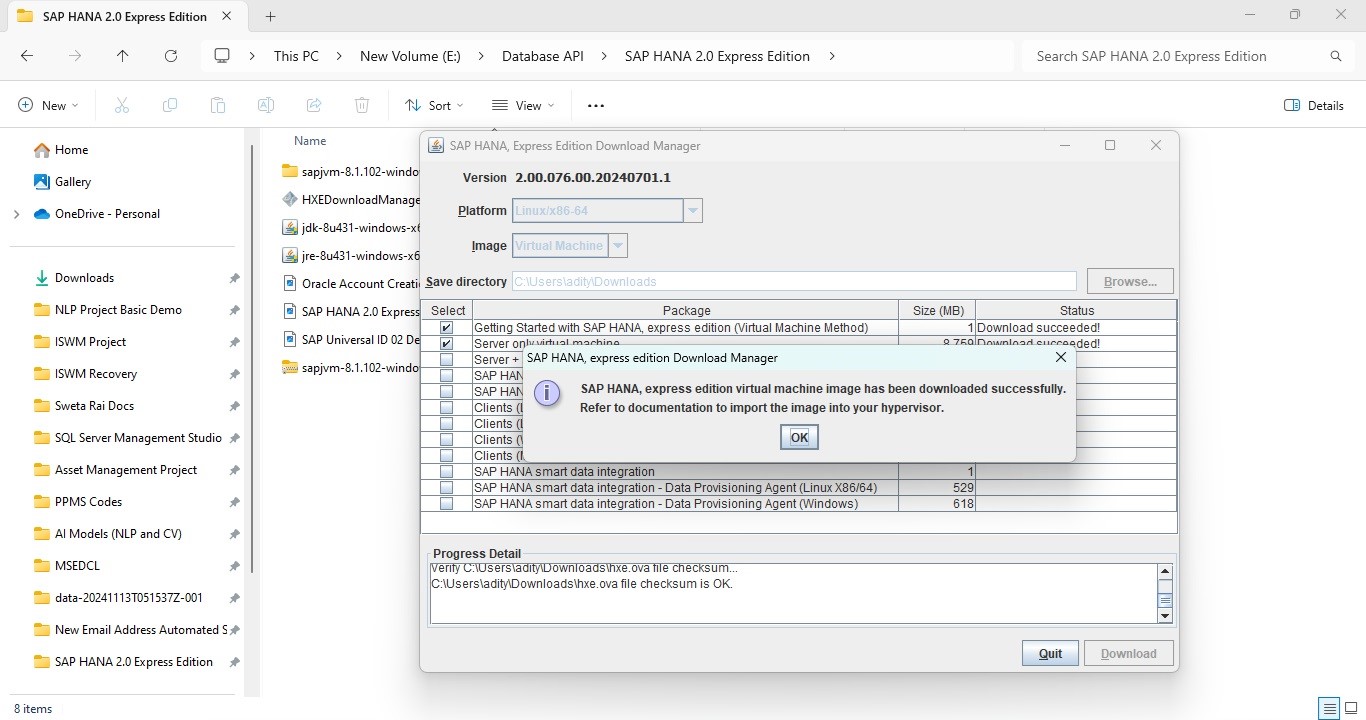 SAP HANA 2.0 Express Edition
This PC > New Volume (E:) > Database API > SAP HANA 2.0 Express Edition >
Search SAP HANA 2.0 Express Edition
New
Sort
View
Details
Home
Gallery
OneDrive - Personal
Downloads
NLP Project Basic Demo
ISWM Project
ISWM Recovery
Sweta Rai Docs
SQL Server Management Studio
Asset Management Project
PPMS Codes
AI Models (NLP and CV)
MSEDCL
data-20241113T051537Z-001
New Email Address Automated S
SAP HANA 2.0 Express Edition
8 items
Name
sapjvm-8.1.102-windo
HXEDownloadManage
jdk-8u431-windows-x6
jre-8u431-windows-x6
Oracle Account Creati
SAP HANA 2.0 Express
SAP Universal ID 02 De
sapjvm-8.1.102-windo
SAP HANA, Express Edition Download Manager
Version 2.00.076.00.20240701.1
Platform Linux/x86-64
Image Virtual Machine
Save directory C:\Users\adity\Downloads
Browse...
Select Package Size (MB) Status
Getting Started with SAP HANA, express edition (Virtual Machine Method) 1 Download succeeded!
Server only virtual machine 8,759 Download succeeded!
Server +
SAP HAN
SAP HAN
Clients (
Clients (
Clients (
Clients (
SAP HANA smart data integration 1
SAP HANA smart data integration - Data Provisioning Agent (Linux X86/64) 529
SAP HANA smart data integration - Data Provisioning Agent (Windows) 618
SAP HANA, express edition Download Manager
SAP HANA, express edition virtual machine image has been downloaded successfully.
Refer to documentation to import the image into your hypervisor.
OK
Progress Detail
Verify C:\Users\adity\Downloads\hxe.ova file checksum...
C:\Users\adity\Downloads\hxe.ova file checksum is OK.
Quit
Download